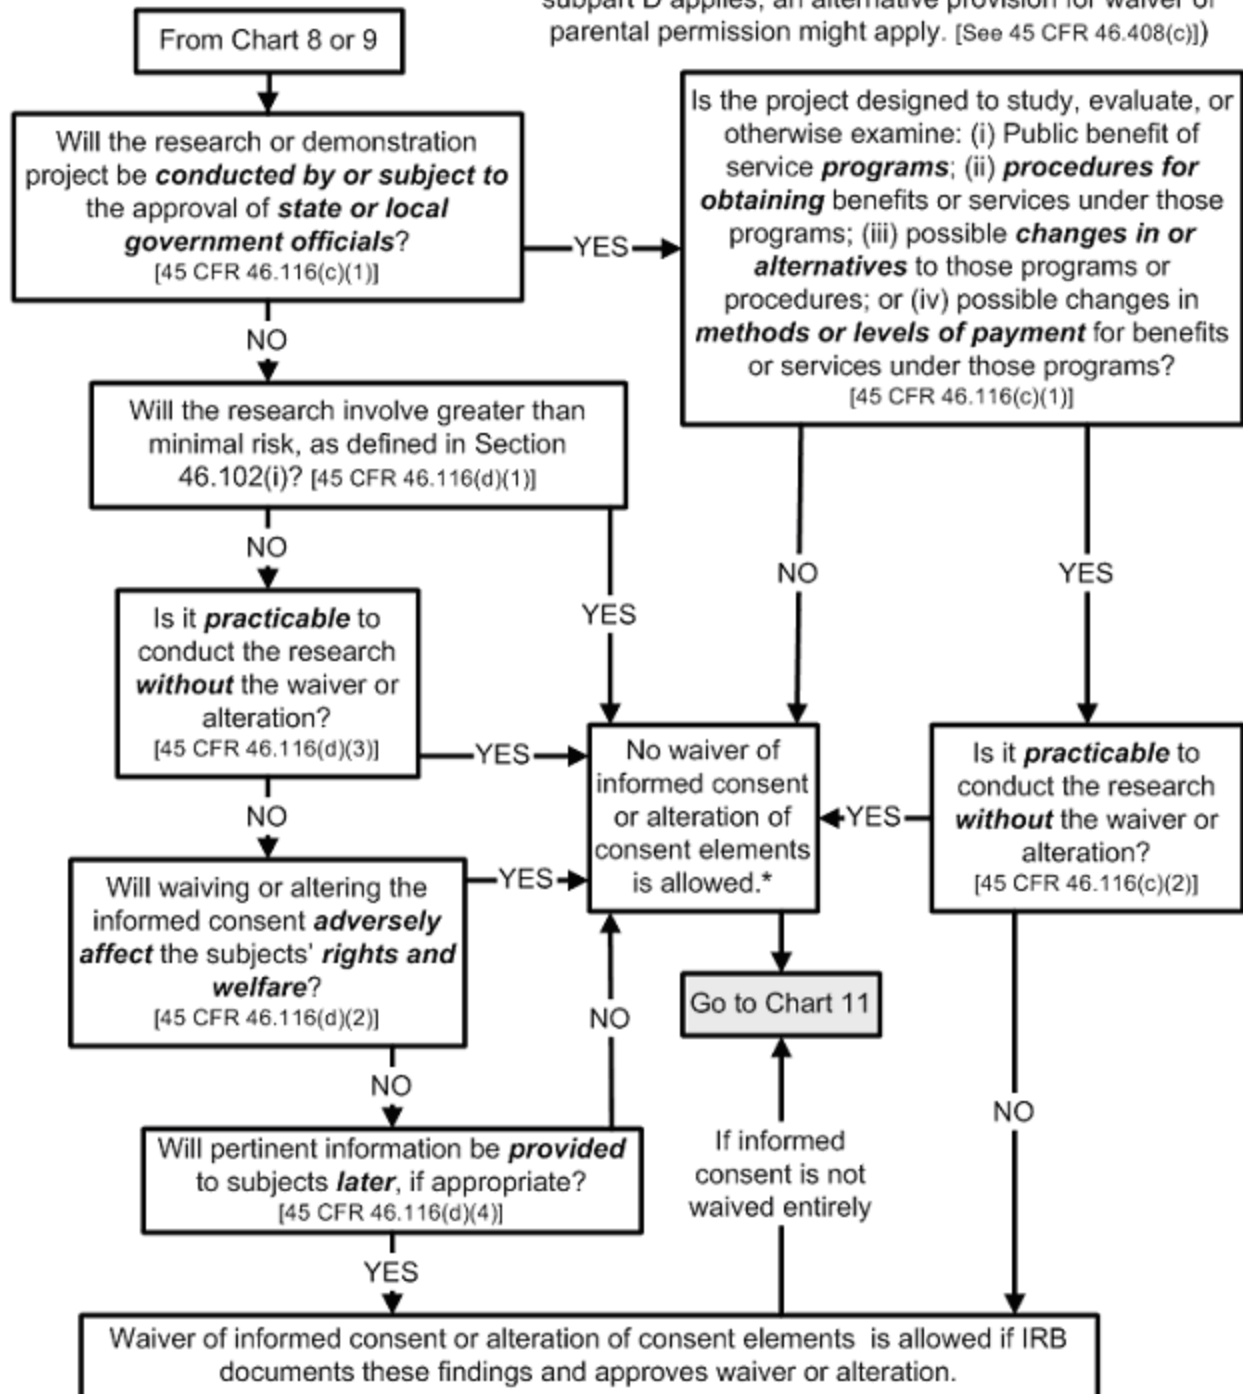 subpart D applies, an alternative provision for waiver of
parental permission might apply. [See 45 CFR 46.408(c)])
From Chart 8 or 9
Will the research or demonstration
project be conducted by or subject to
the approval of state or local
government officials?
[45 CFR 46.116(c)(1)]
YES
Is the project designed to study, evaluate, or
otherwise examine: (i) Public benefit of
service programs; (ii) procedures for
obtaining benefits or services under those
programs; (iii) possible changes in or
alternatives to those programs or
procedures; or (iv) possible changes in
methods or levels of payment for benefits
or services under those programs?
[45 CFR 46.116(c)(1)]
NO
Will the research involve greater than
minimal risk, as defined in Section
46.102(i)? [45 CFR 46.116(d)(1)]
NO
YES
NO
YES
Is it practicable to
conduct the research
without the waiver or
alteration?
[45 CFR 46.116(d)(3)]
YES
No waiver of
informed consent
or alteration of
consent elements
is allowed.*
YES
Is it practicable to
conduct the research
without the waiver or
alteration?
[45 CFR 46.116(c)(2)]
NO
Will waiving or altering the
informed consent adversely
affect the subjects' rights and
welfare?
[45 CFR 46.116(d)(2)]
YES
Go to Chart 11
NO
NO
NO
Will pertinent information be provided
to subjects later, if appropriate?
[45 CFR 46.116(d)(4)]
If informed
consent is not
waived entirely
YES
Waiver of informed consent or alteration of consent elements is allowed if IRB
documents these findings and approves waiver or alteration.